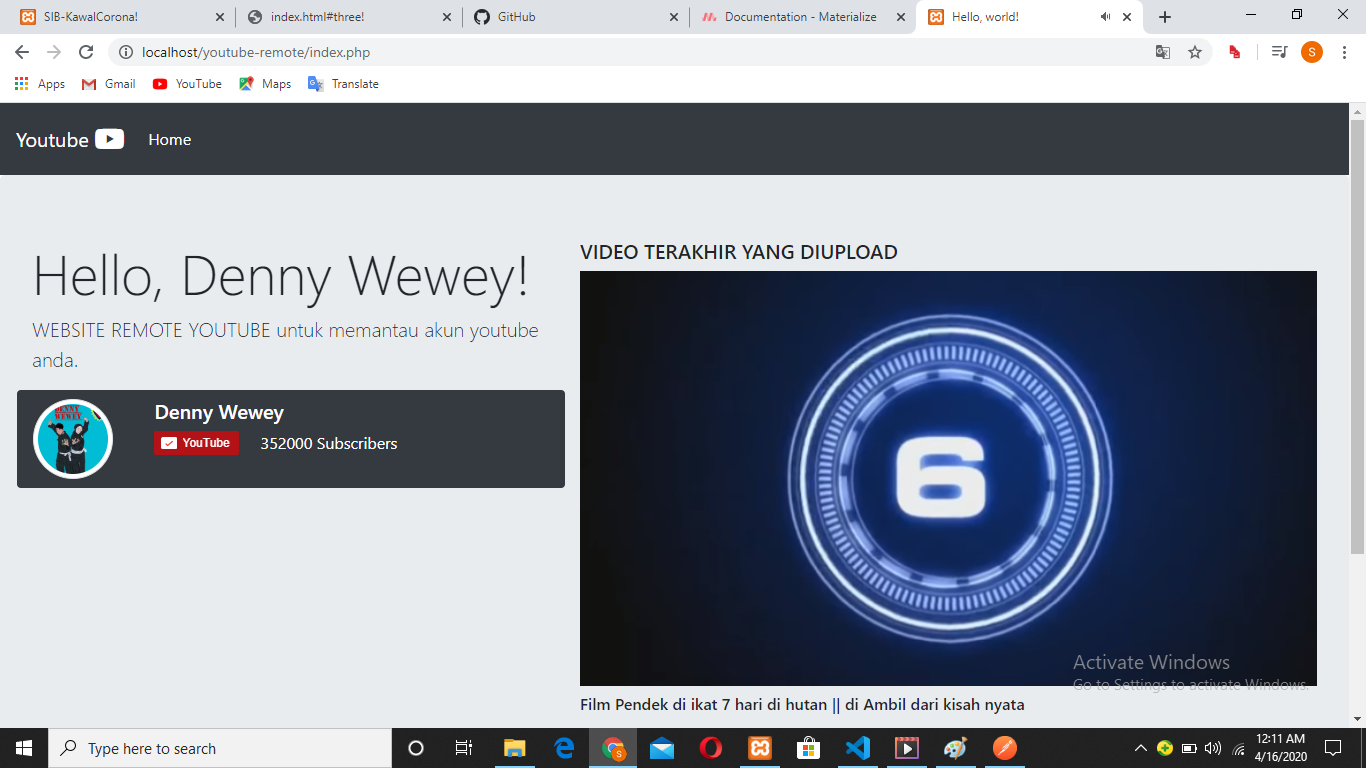 SIB-KawalCorona!
index.html#three!
GitHub
Documentation - Materialize
Hello, world!
localhost/youtube-remote/index.php
S
Apps
Gmail
YouTube
Maps
Translate
Youtube
Home
Hello, Denny Wewey!
WEBSITE REMOTE YOUTUBE untuk memantau akun youtube
anda.
DENNY
WEWEY
Denny Wewey
YouTube
352000 Subscribers
VIDEO TERAKHIR YANG DIUPLOAD
6
Activate Windows
Go to Settings to activate Windows.
Film Pendek di ikat 7 hari di hutan || di Ambil dari kisah nyata
Type here to search
S
12:11 AM
4/16/2020